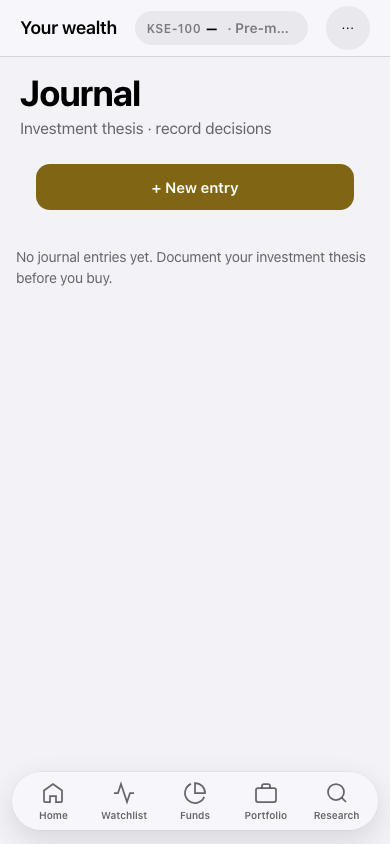 Your wealth
KSE-100 – · Pre-m...
...
Journal
Investment thesis · record decisions
+ New entry
No journal entries yet. Document your investment thesis
before you buy.
Home
Watchlist
Funds
Portfolio
Research